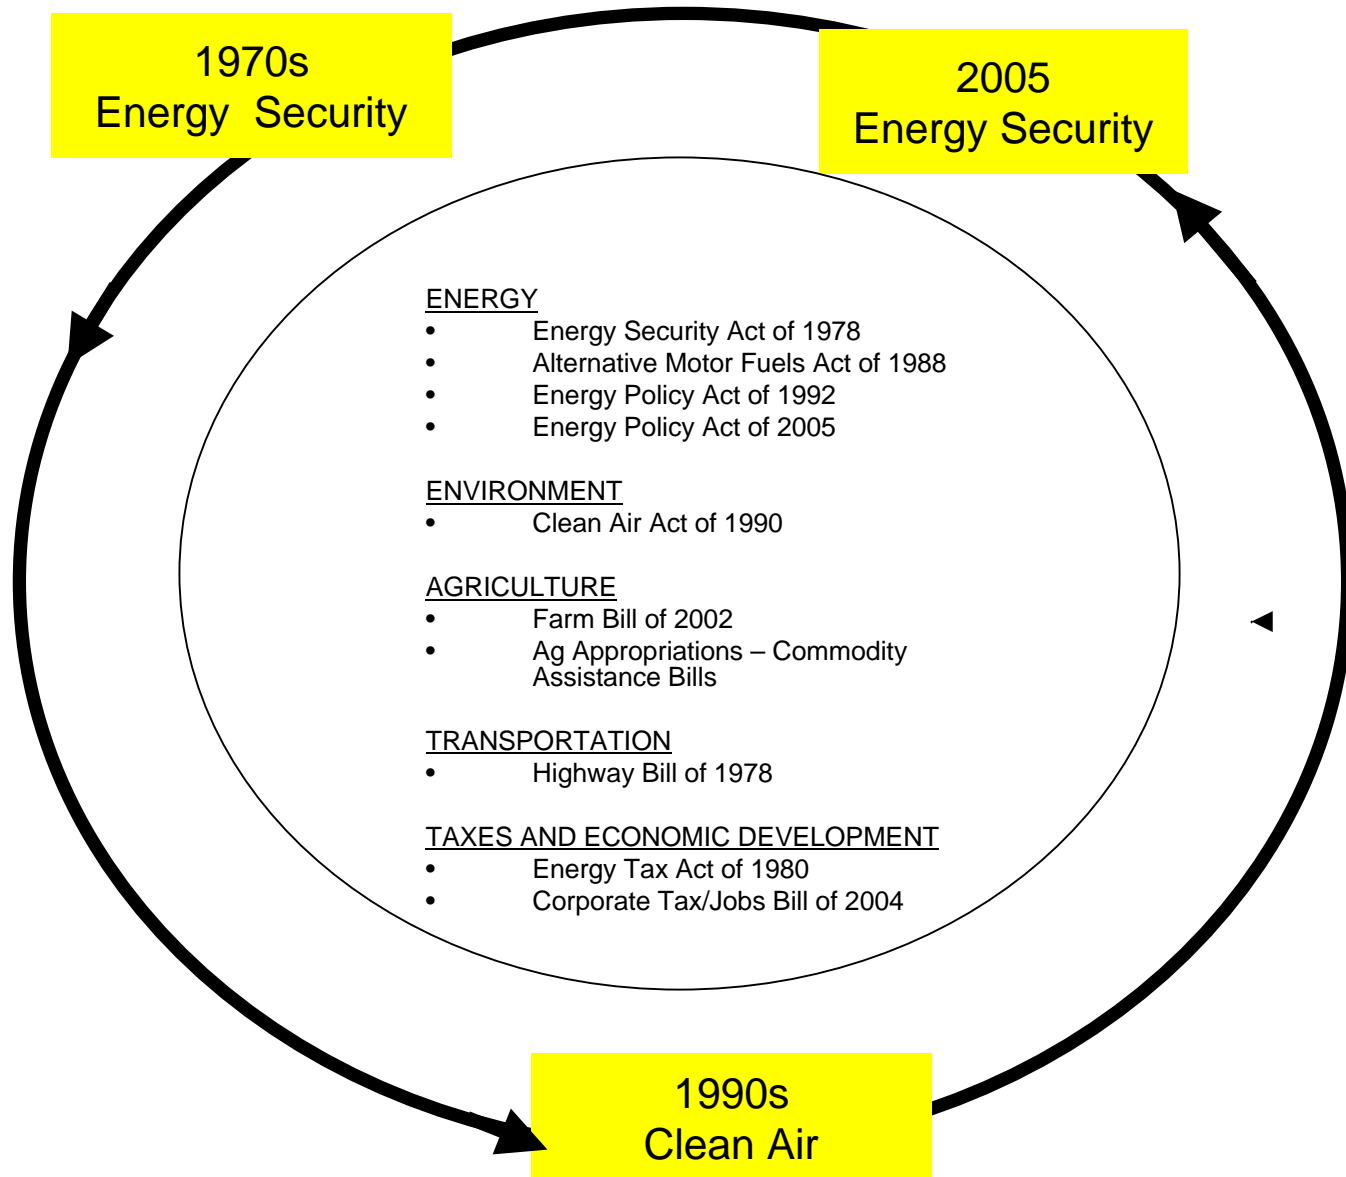 1970s
Energy  Security
2005
Energy Security
ENERGY
• Energy Security Act of 1978
• Alternative Motor Fuels Act of 1988
• Energy Policy Act of 1992
• Energy Policy Act of 2005
ENVIRONMENT
• Clean Air Act of 1990
AGRICULTURE
• Farm Bill of 2002
• Ag Appropriations – Commodity
Assistance Bills
TRANSPORTATION
• Highway Bill of 1978
TAXES AND ECONOMIC DEVELOPMENT
• Energy Tax Act of 1980
• Corporate Tax/Jobs Bill of 2004
1990s
Clean Air